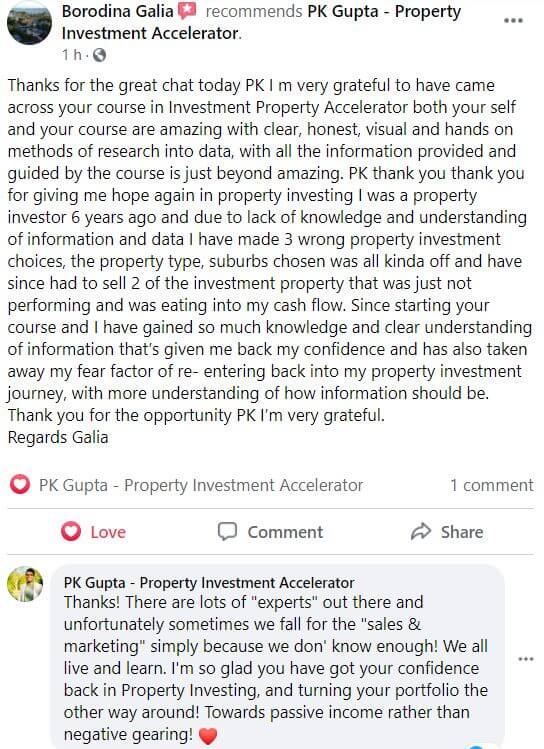 Borodina Galia recommends PK Gupta - Property
Investment Accelerator.
1 h ·
Thanks for the great chat today PK I m very grateful to have came
across your course in Investment Property Accelerator both your self
and your course are amazing with clear, honest, visual and hands on
methods of research into data, with all the information provided and
guided by the course is just beyond amazing. PK thank you thank you
for giving me hope again in property investing I was a property
investor 6 years ago and due to lack of knowledge and understanding
of information and data I have made 3 wrong property investment
choices, the property type, suburbs chosen was all kinda off and have
since had to sell 2 of the investment property that was just not
performing and was eating into my cash flow. Since starting your
course and I have gained so much knowledge and clear understanding
of information that's given me back my confidence and has also taken
away my fear factor of re- entering back into my property investment
journey, with more understanding of how information should be.
Thank you for the opportunity PK I'm very grateful.
Regards Galia
PK Gupta - Property Investment Accelerator 1 comment
Love Comment Share
PK Gupta - Property Investment Accelerator
Thanks! There are lots of "experts" out there and
unfortunately sometimes we fall for the "sales &
marketing" simply because we don' know enough! We all
live and learn. I'm so glad you have got your confidence
back in Property Investing, and turning your portfolio the
other way around! Towards passive income rather than
negative gearing! ❤️